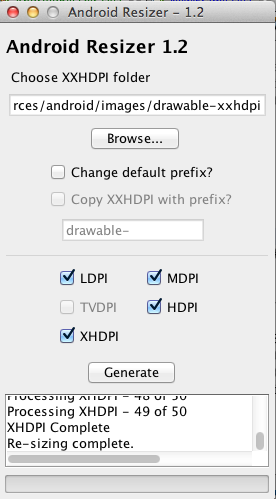 Android Resizer - 1.2
Android Resizer 1.2
Choose XXHDPI folder
rces/android/images/drawable-xxhdpi
Browse...
Change default prefix?
Copy XXHDPI with prefix?
drawable-
LDPI MDPI
TVDPI HDPI
XHDPI
Generate
Processing XHDPI - 48 of 50
Processing XHDPI - 49 of 50
XHDPI Complete
Re-sizing complete.